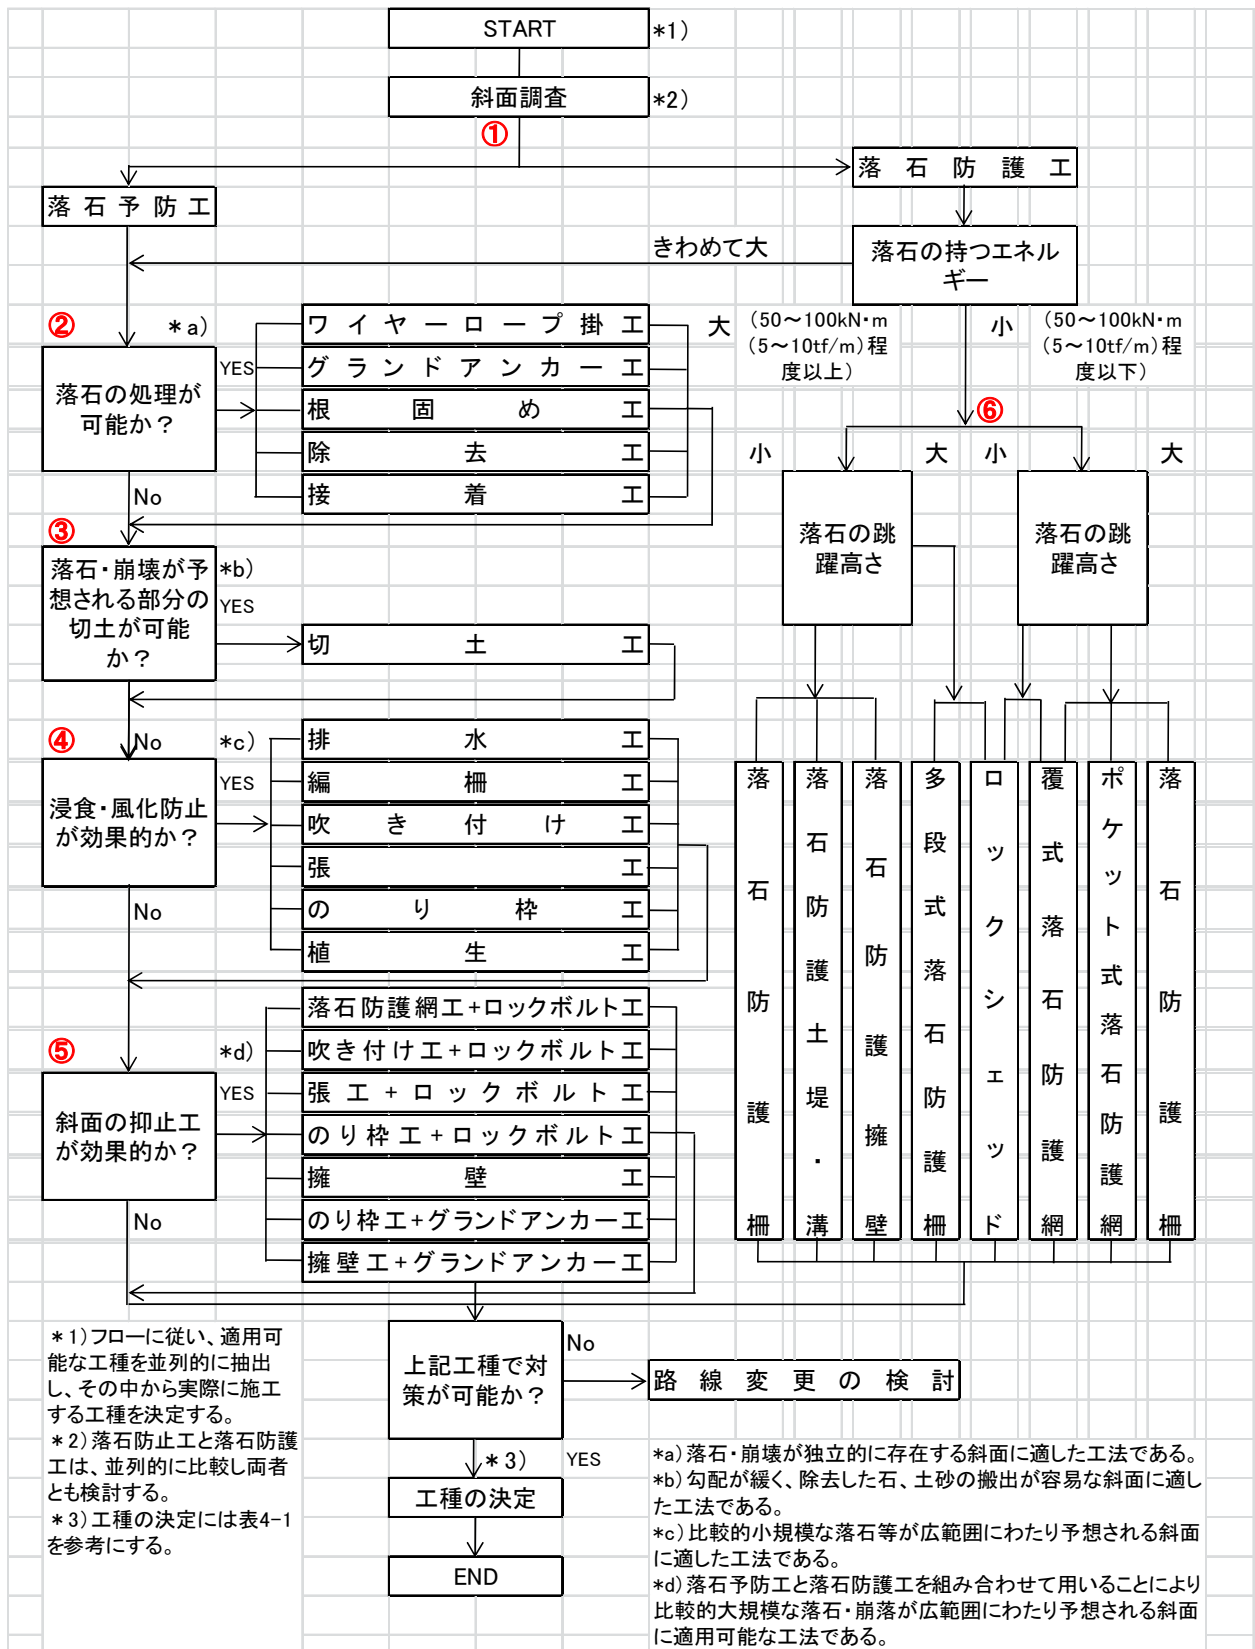 START
*1)
斜面調査
*2)
①
落石防護工
落石予防工
きわめて大
落石の持つエネル
ギー
②
*a)
落石の処理が
可能か？
YES
No
ワイヤーロープ掛工
グランドアンカー工
根固め工
除去工
接着工
大
(50～100kN・m
(5～10tf/m)程
度以上)
小
(50～100kN・m
(5～10tf/m)程
度以下)
⑥
小
大
小
大
落石の跳
躍高さ
落石の跳
躍高さ
③
落石・崩壊が予
想される部分の
切土が可能
か？
*b)
YES
切土工
No
④
*c)
浸食・風化防止
が効果的か？
YES
No
排水工
編柵工
吹き付け工
張工
のり枠工
植生工
落石防護柵
落石防護土堤・溝
落石防護擁壁
多段式落石防護柵
ロックシェッド
覆式落石防護網
ポケット式落石防護網
落石防護柵
⑤
*d)
斜面の抑止工
が効果的か？
YES
No
落石防護網工+ロックボルト工
吹き付け工+ロックボルト工
張工+ロックボルト工
のり枠工+ロックボルト工
擁壁工
のり枠工+グランドアンカー工
擁壁工+グランドアンカー工
上記工種で対
策が可能か？
No
路線変更の検討
*3)
YES
工種の決定
END
*1)フローに従い、適用可
能な工種を並列的に抽出
し、その中から実際に施工
する工種を決定する。
*2)落石防止工と落石防護
工は、並列的に比較し両者
とも検討する。
*3)工種の決定には表4-1
を参考にする。
*a)落石・崩壊が独立的に存在する斜面に適した工法である。
*b)勾配が緩く、除去した石、土砂の搬出が容易な斜面に適し
た工法である。
*c)比較的小規模な落石等が広範囲にわたり予想される斜面
に適した工法である。
*d)落石予防工と落石防護工を組み合わせて用いることにより
比較的大規模な落石・崩落が広範囲にわたり予想される斜面
に適用可能な工法である。